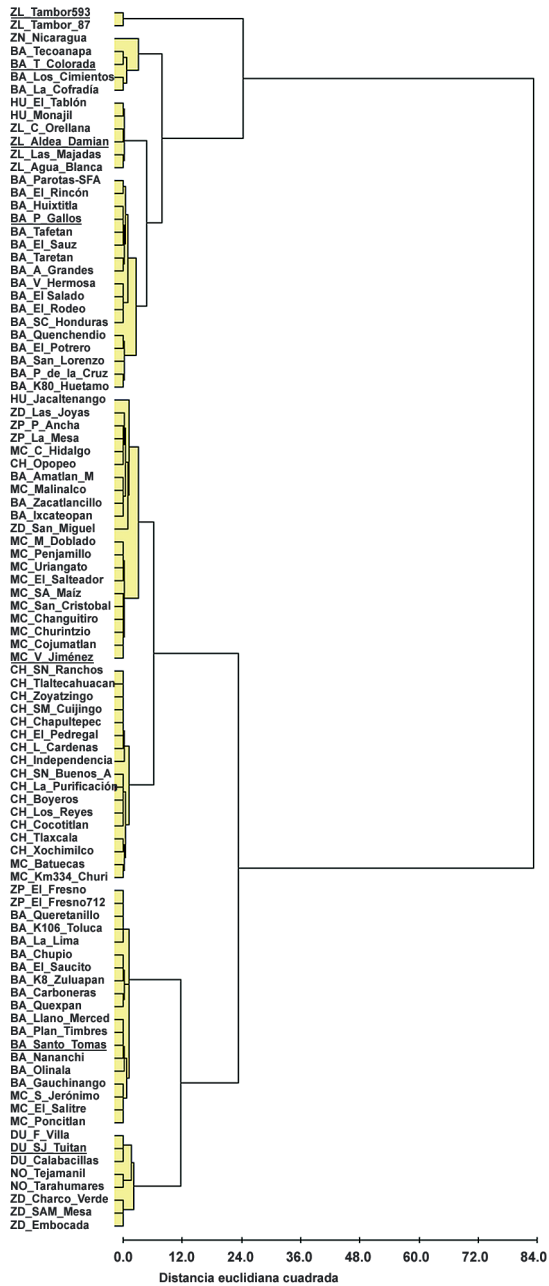 ZL_Tambor593
ZL_Tambor_87
ZN_Nicaragua
BA_Tecoanapa
BA_T_Colorada
BA_Los_Cimientos
BA_La_Cofradía
HU_El_Tablón
HU_Monajil
ZL_C_Orellana
ZL_Aldea_Damian
ZL_Las_Majadas
ZL_Agua_Blanca
BA_Parotas-SFA
BA_El_Rincón
BA_Huixtitla
BA_P_Gallos
BA_Tafetan
BA_El_Sauz
BA_Taretan
BA_A_Grandes
BA_V_Hermosa
BA_El Salado
BA_El_Rodeo
BA_SC_Honduras
BA_Quenchendio
BA_El_Potrero
BA_San_Lorenzo
BA_P_de_la_Cruz
BA_K80_Huetamo
HU_Jacaltenango
ZD_Las_Joyas
ZP_P_Ancha
ZP_La_Mesa
MC_C_Hidalgo
CH_Opopeo
BA_Amatlan_M
MC_Malinalco
BA_Zacatlancillo
BA_Ixcateopan
ZD_San_Miguel
MC_M_Doblado
MC_Penjamillo
MC_Uriangato
MC_El_Salteador
MC_SA_Maíz
MC_San_Cristobal
MC_Changuitiro
MC_Churintzio
MC_Cojumatlan
MC_V_Jiménez
CH_SN_Ranchos
CH_Tlaltecahuacan
CH_Zoyatzingo
CH_SM_Cuijingo
CH_Chapultepec
CH_El_Pedregal
CH_L_Cardenas
CH_Independencia
CH_SN_Buenos_A
CH_La_Purificación
CH_Boyeros
CH_Los_Reyes
CH_Cocotitlan
CH_Tlaxcala
CH_Xochimilco
MC_Batuecas
MC_Km334_Churi
ZP_El_Fresno
ZP_El_Fresno712
BA_Queretanillo
BA_K106_Toluca
BA_La_Lima
BA_Chupio
BA_El_Saucito
BA_K8_Zuluapan
BA_Carboneras
BA_Quexpan
BA_Llano_Merced
BA_Plan_Timbres
BA_Santo_Tomas
BA_Nananchi
BA_Olinala
BA_Gauchinango
MC_S_Jerónimo
MC_El_Salitre
MC_Poncitlan
DU_F_Villa
DU_SJ_Tuitan
DU_Calabacillas
NO_Tejamanil
NO_Tarahumares
ZD_Charco_Verde
ZD_SAM_Mesa
ZD_Embocada
0.0 12.0 24.0 36.0 48.0 60.0 72.0 84.0
Distancia euclidiana cuadrada